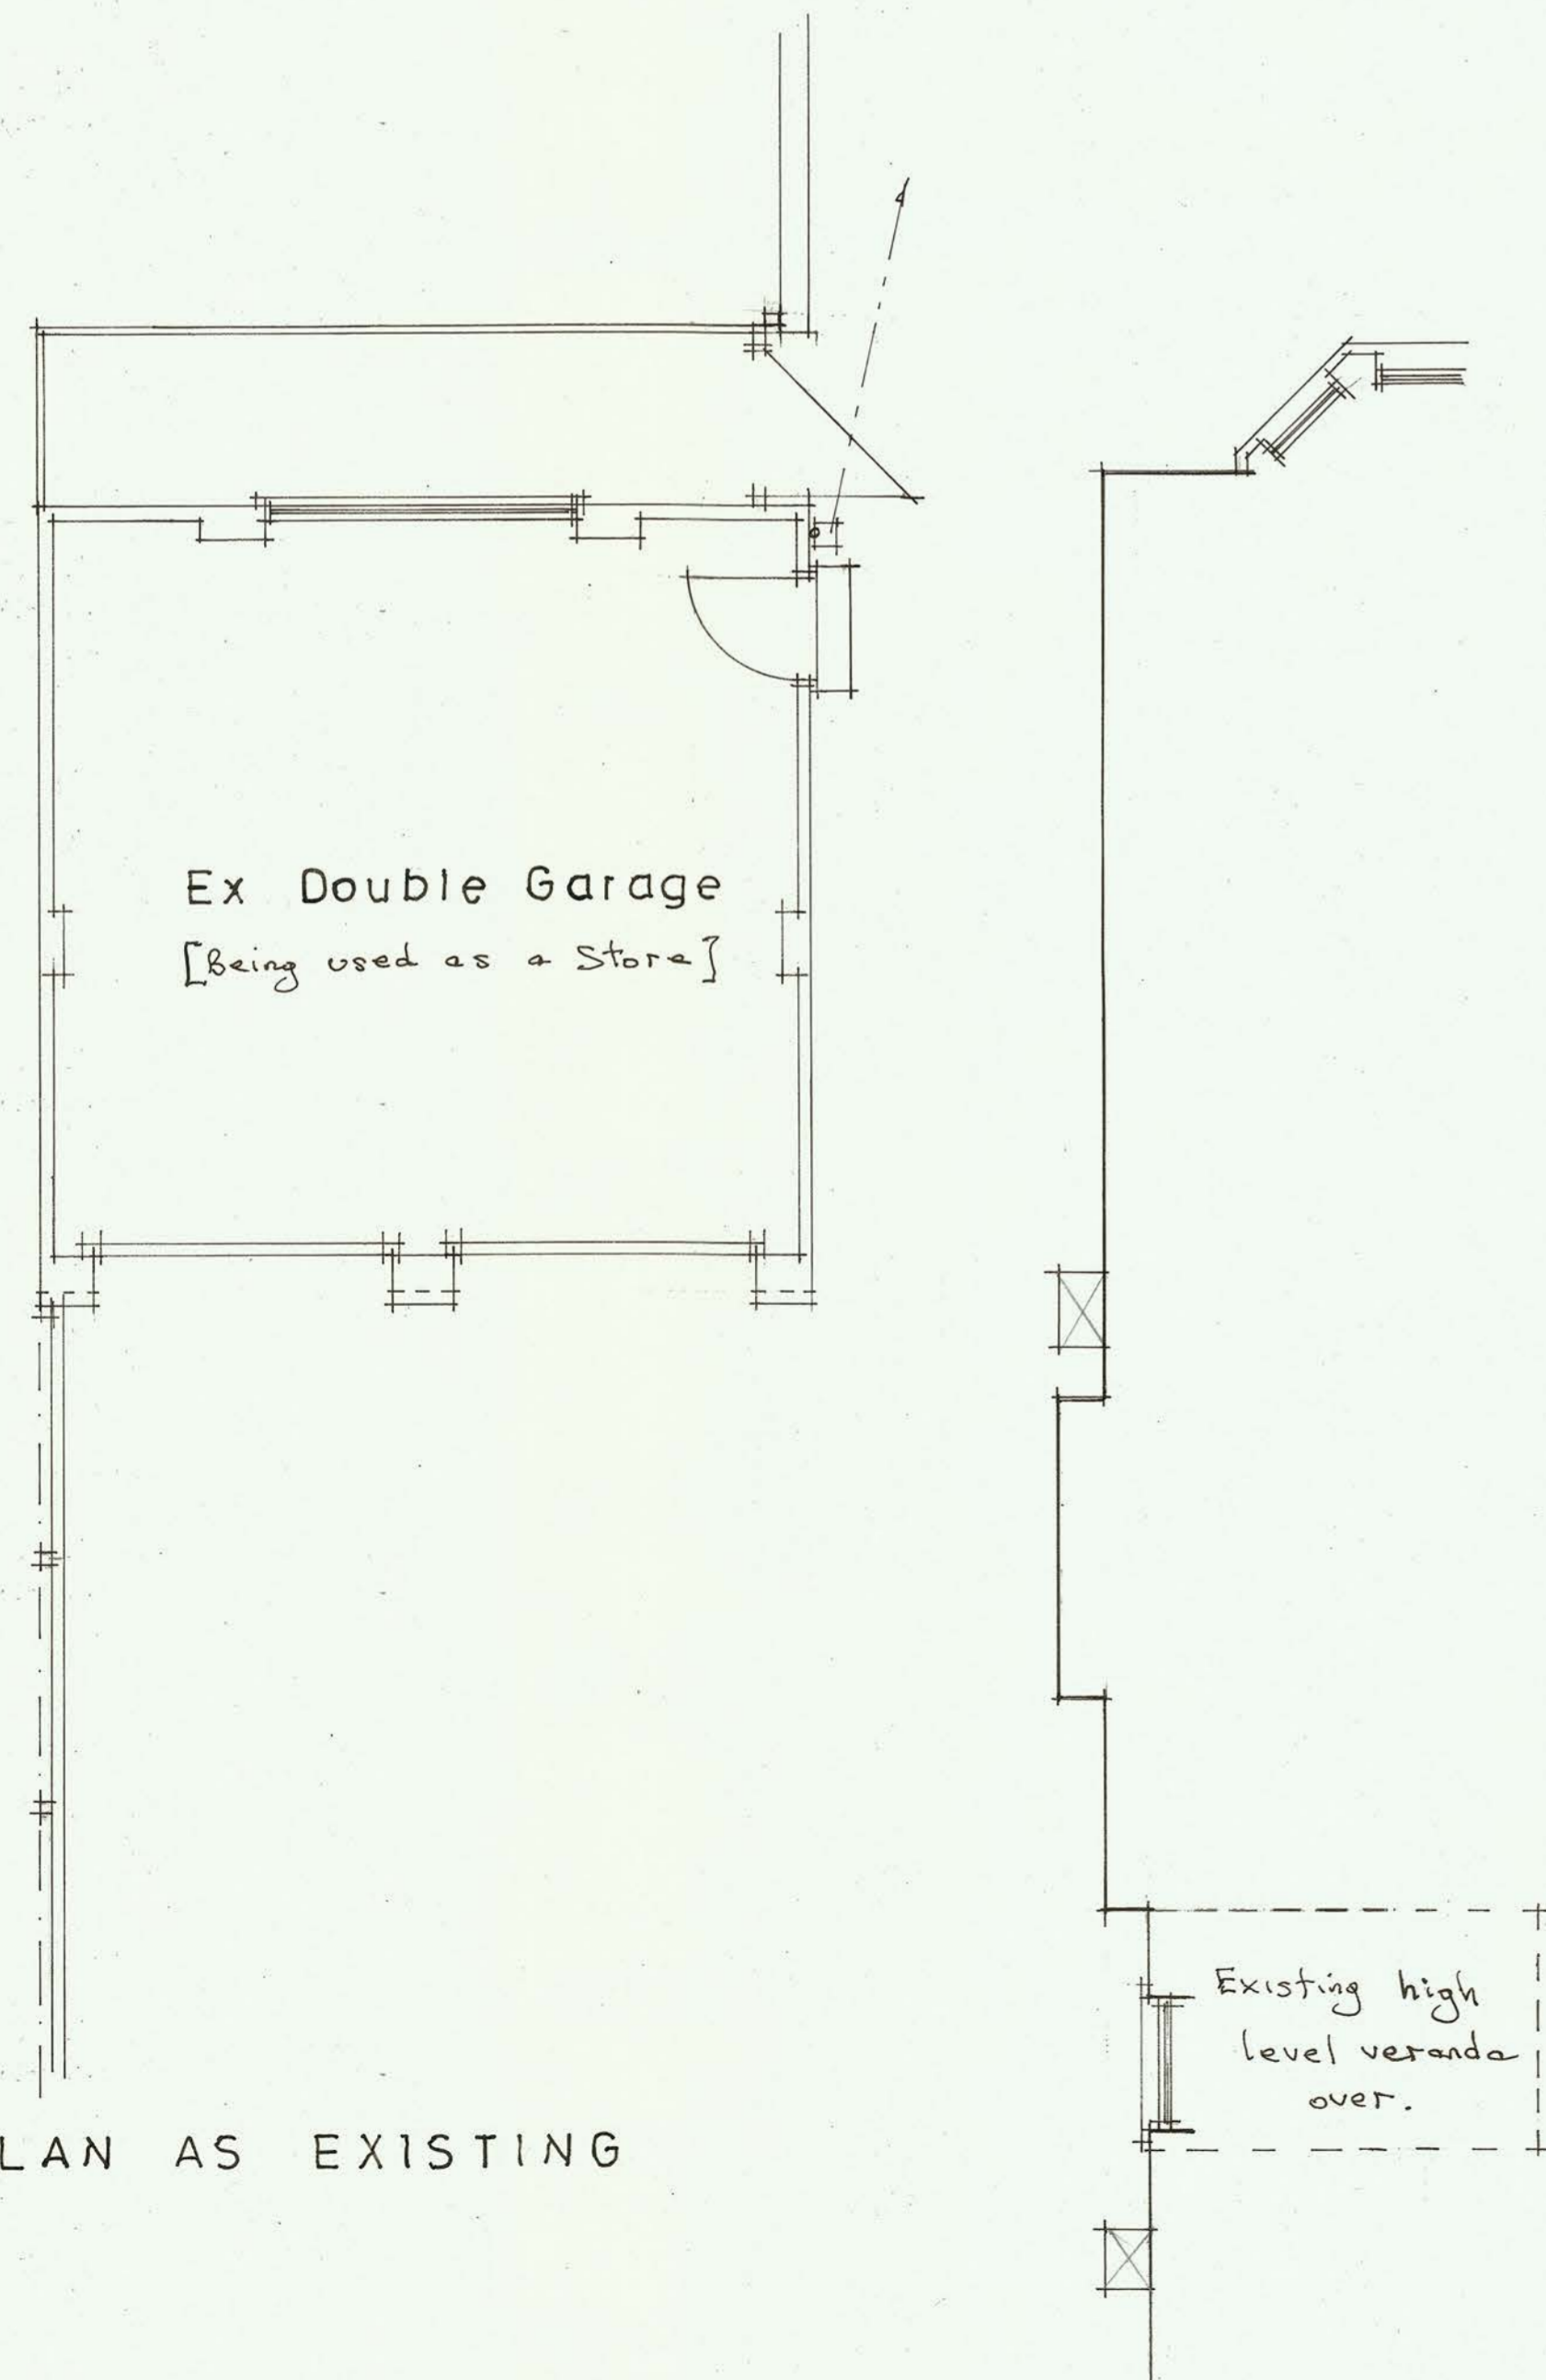 Ex Double Garage
[Being used as a Store]
Existing high
level veranda
over.
LAN AS EXISTING